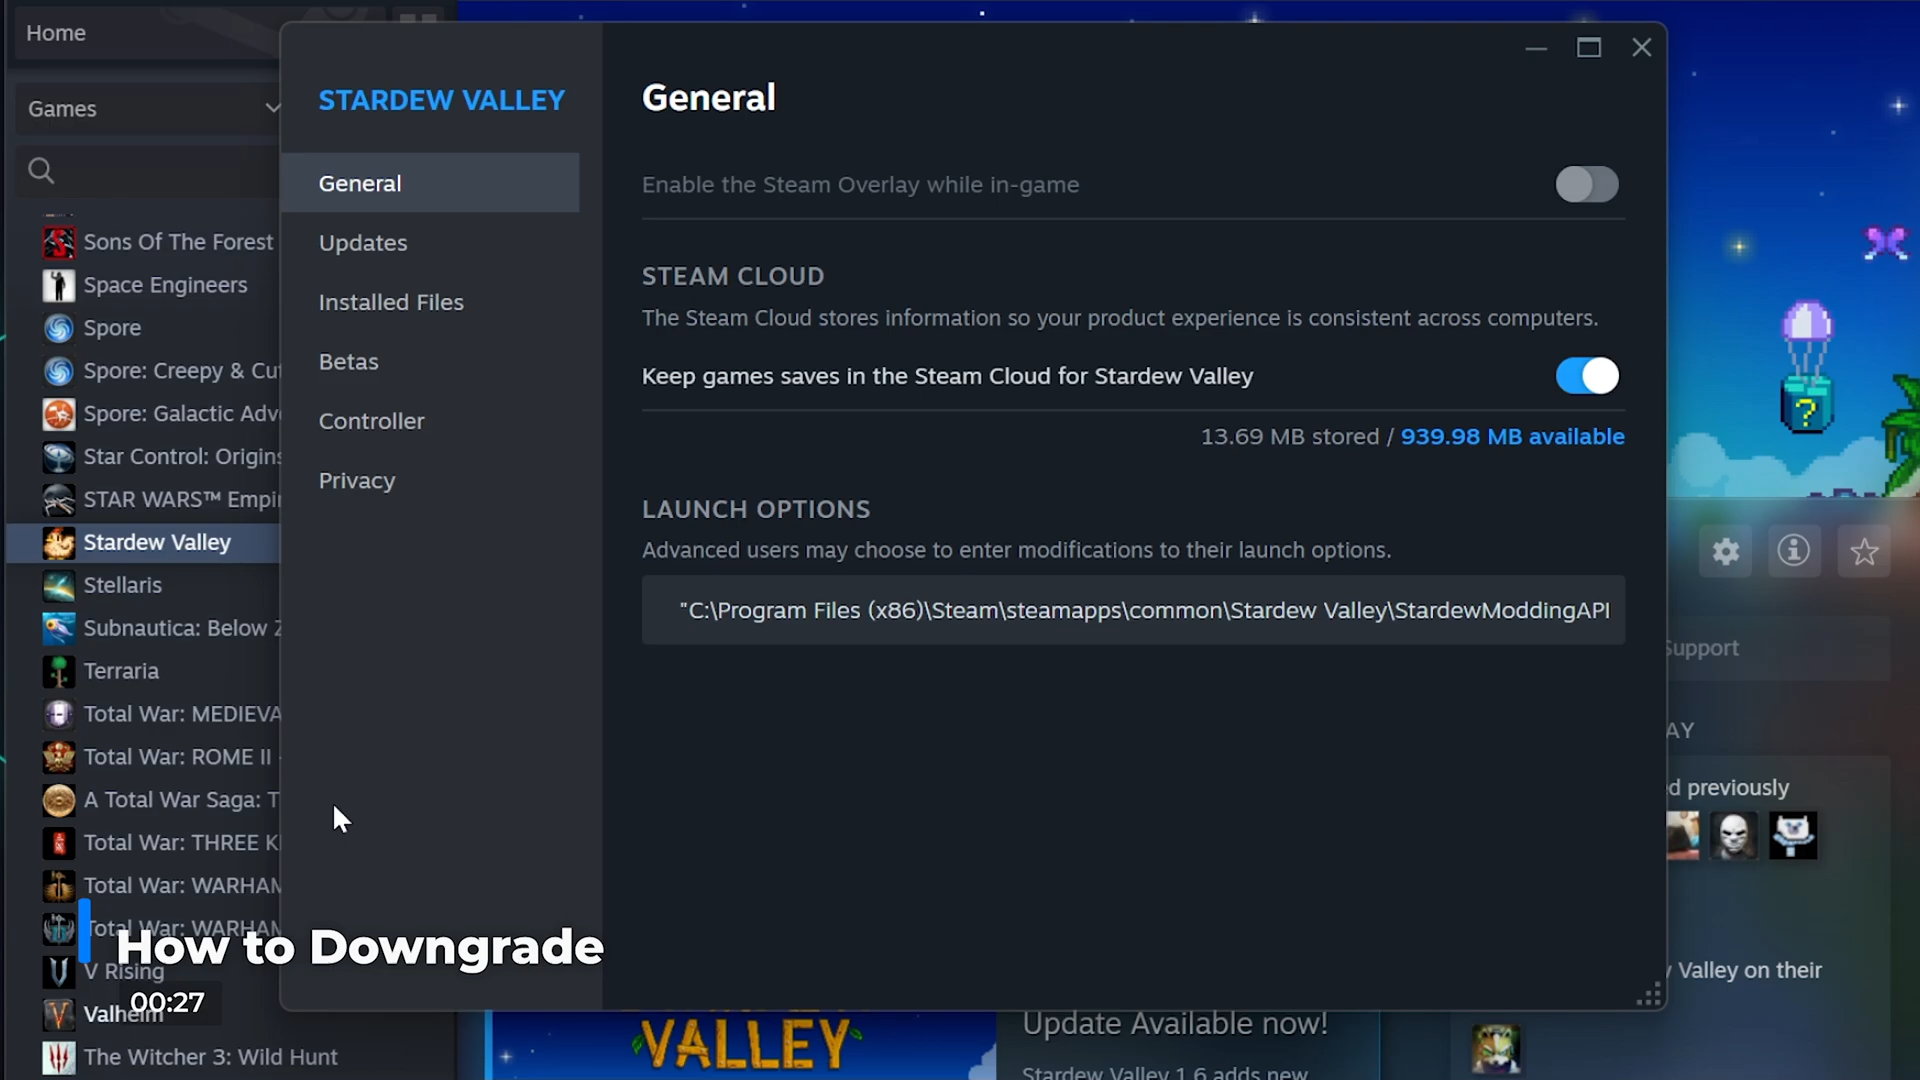 Home
Games
Sons Of The Forest
Space Engineers
Spore
Spore: Creepy & Cu
Spore: Galactic Adv
Star Control: Origins
STAR WARS™ Empi
Stardew Valley
Stellaris
Subnautica: Below Z
Terraria
Total War: MEDIEVA
Total War: ROME II -
A Total War Saga: T
Total War: THREE K
Total War: WARHAM
Total War: WARHAM
V Rising
Valheim
The Witcher 3: Wild Hunt
How to Downgrade
00:27
STARDEW VALLEY
General
Updates
Installed Files
Betas
Controller
Privacy
General
Enable the Steam Overlay while in-game
STEAM CLOUD
The Steam Cloud stores information so your product experience is consistent across computers.
Keep games saves in the Steam Cloud for Stardew Valley
13.69 MB stored / 939.98 MB available
LAUNCH OPTIONS
Advanced users may choose to enter modifications to their launch options.
"C:\Program Files (x86)\Steam\steamapps\common\Stardew Valley\StardewModdingAPI
?
Support
AY
d previously
Valley on their
VALLEY
Update Available now!
Stardew Valley 1.6 adds new